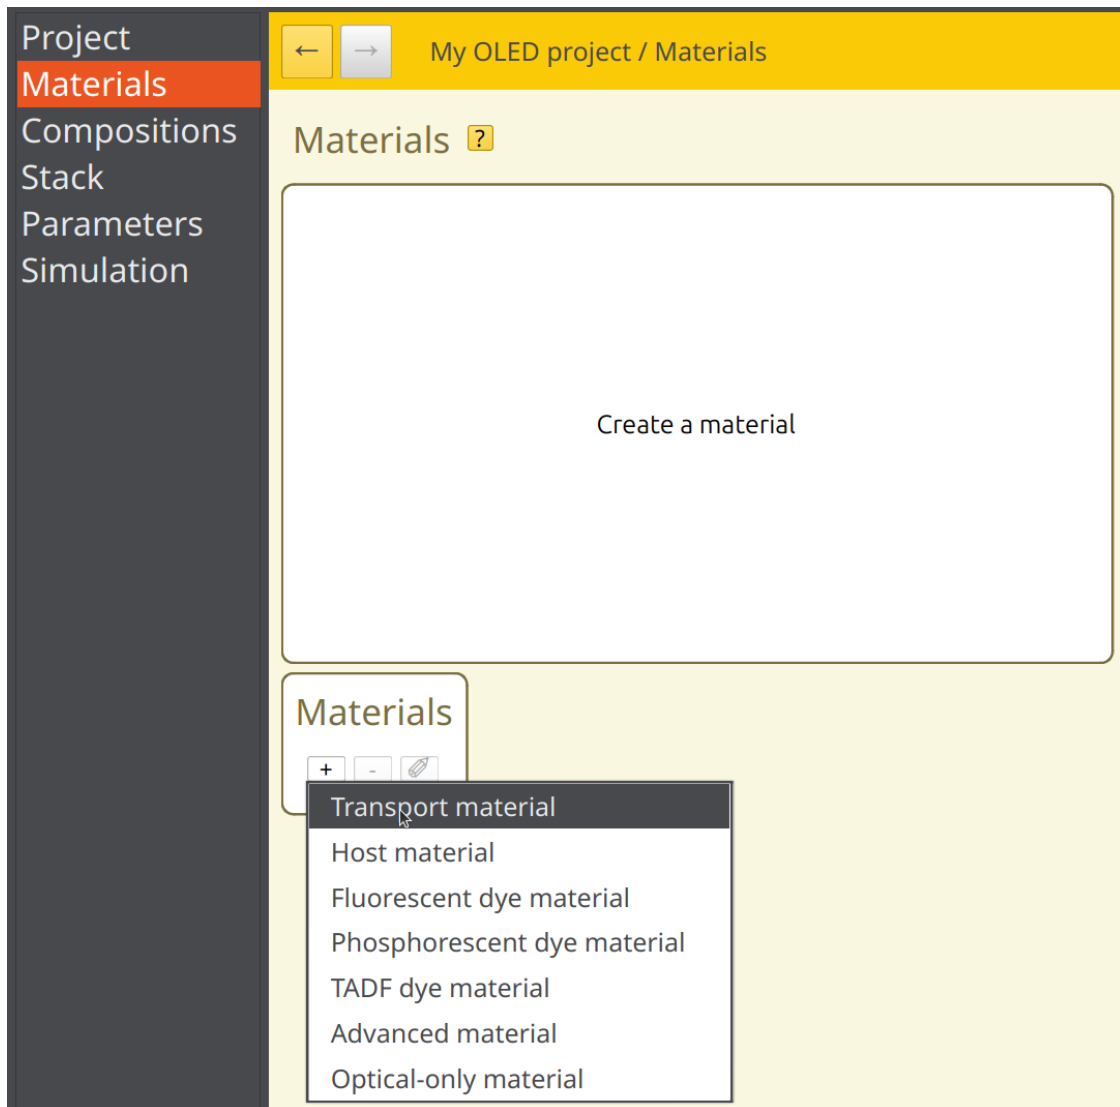 Project
Materials
Compositions
Stack
Parameters
Simulation
← → My OLED project / Materials
Materials ?
Create a material
Materials
+ -
Transport material
Host material
Fluorescent dye material
Phosphorescent dye material
TADF dye material
Advanced material
Optical-only material